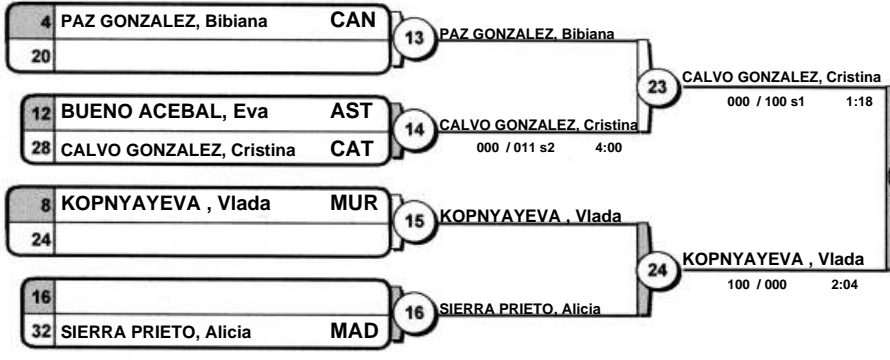 4 PAZ GONZALEZ, Bibiana CAN
20
13 PAZ GONZALEZ, Bibiana
12 BUENO ACEBAL, Eva AST
28 CALVO GONZALEZ, Cristina CAT
14 CALVO GONZALEZ, Cristina
000 / 011 s2 4:00
23 CALVO GONZALEZ, Cristina
000 / 100 s1 1:18
8 KOPNYAYEVA , Vlada MUR
24
15 KOPNYAYEVA , Vlada
16
32 SIERRA PRIETO, Alicia MAD
16 SIERRA PRIETO, Alicia
24 KOPNYAYEVA , Vlada
100 / 000 2:04